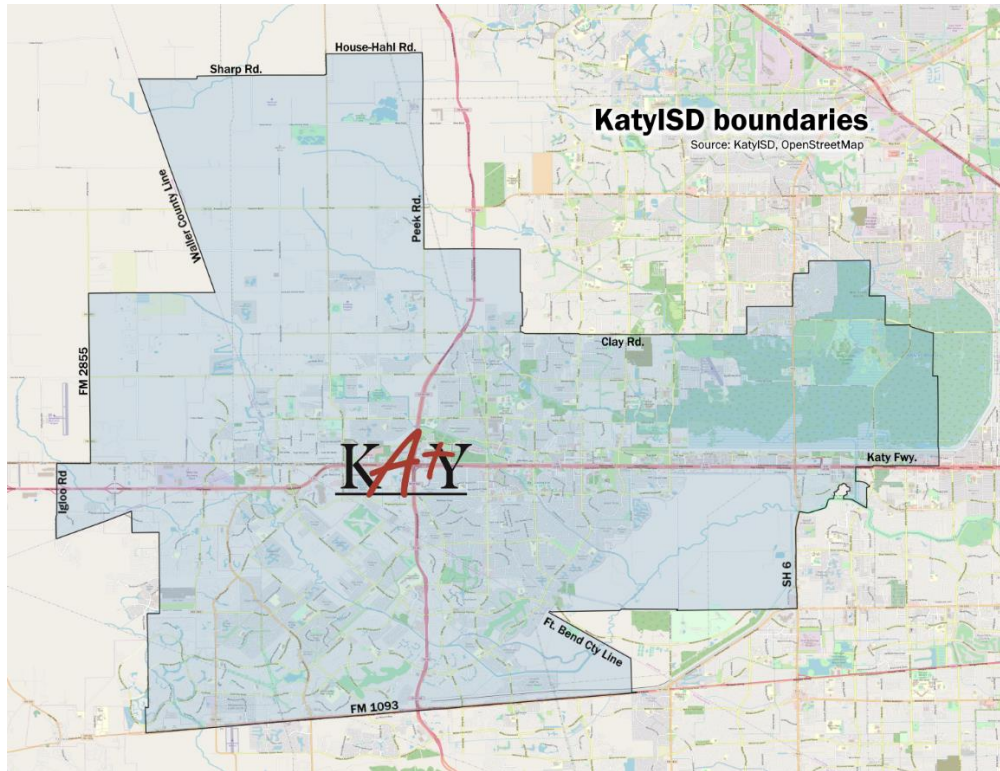 House-Hahl Rd.
Sharp Rd.
KatyISD boundaries
Source: KatyISD, OpenStreetMap
Waller County Line
Peek Rd.
Clay Rd.
FM 2855
KAtY
Katy Fwy.
Igloo Rd
SH 6
Ft. Bend Cty Line
FM 1093